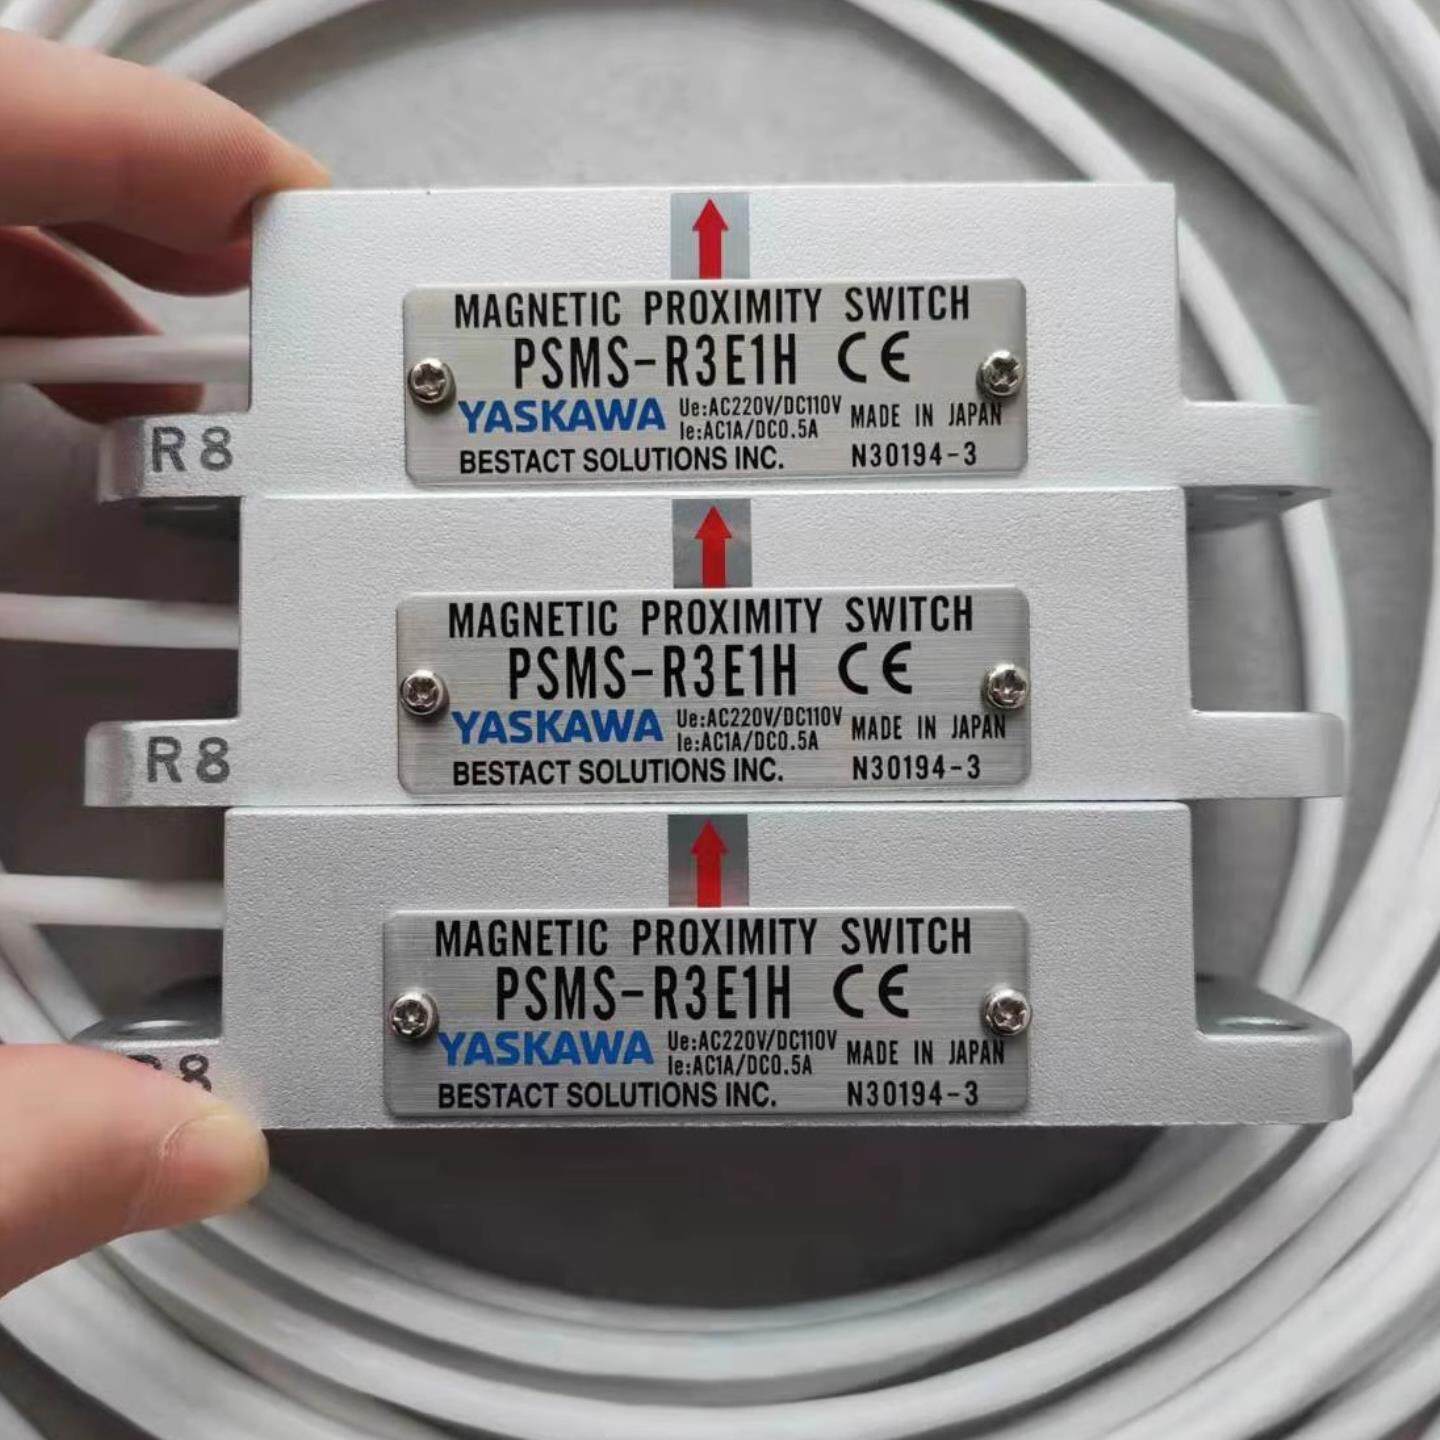 MAGNETIC PROXIMITY SWITCH
PSMS-R3E1H CE
YASKAWA Ue:AC220V/DC110V MADE IN JAPAN
Ie:AC1A/DC0.5A
BESTACT SOLUTIONS INC. N30194-3
R8
MAGNETIC PROXIMITY SWITCH
PSMS-R3E1H CE
YASKAWA Ue:AC220V/DC110V MADE IN JAPAN
Ie:AC1A/DC0.5A
BESTACT SOLUTIONS INC. N30194-3
R8
MAGNETIC PROXIMITY SWITCH
PSMS-R3E1H CE
YASKAWA Ue:AC220V/DC110V MADE IN JAPAN
Ie:AC1A/DC0.5A
BESTACT SOLUTIONS INC. N30194-3
R8